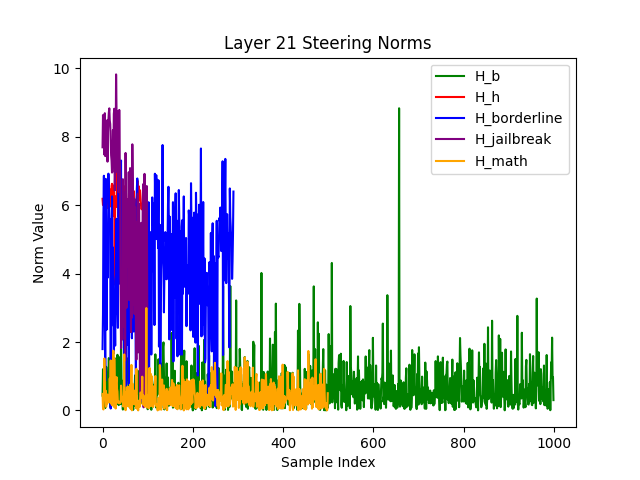 Layer 21 Steering Norms
10
8
6
4
2
0
Norm Value
H_b
H_h
H_borderline
H_jailbreak
H_math
0
200
400
600
800
1000
Sample Index